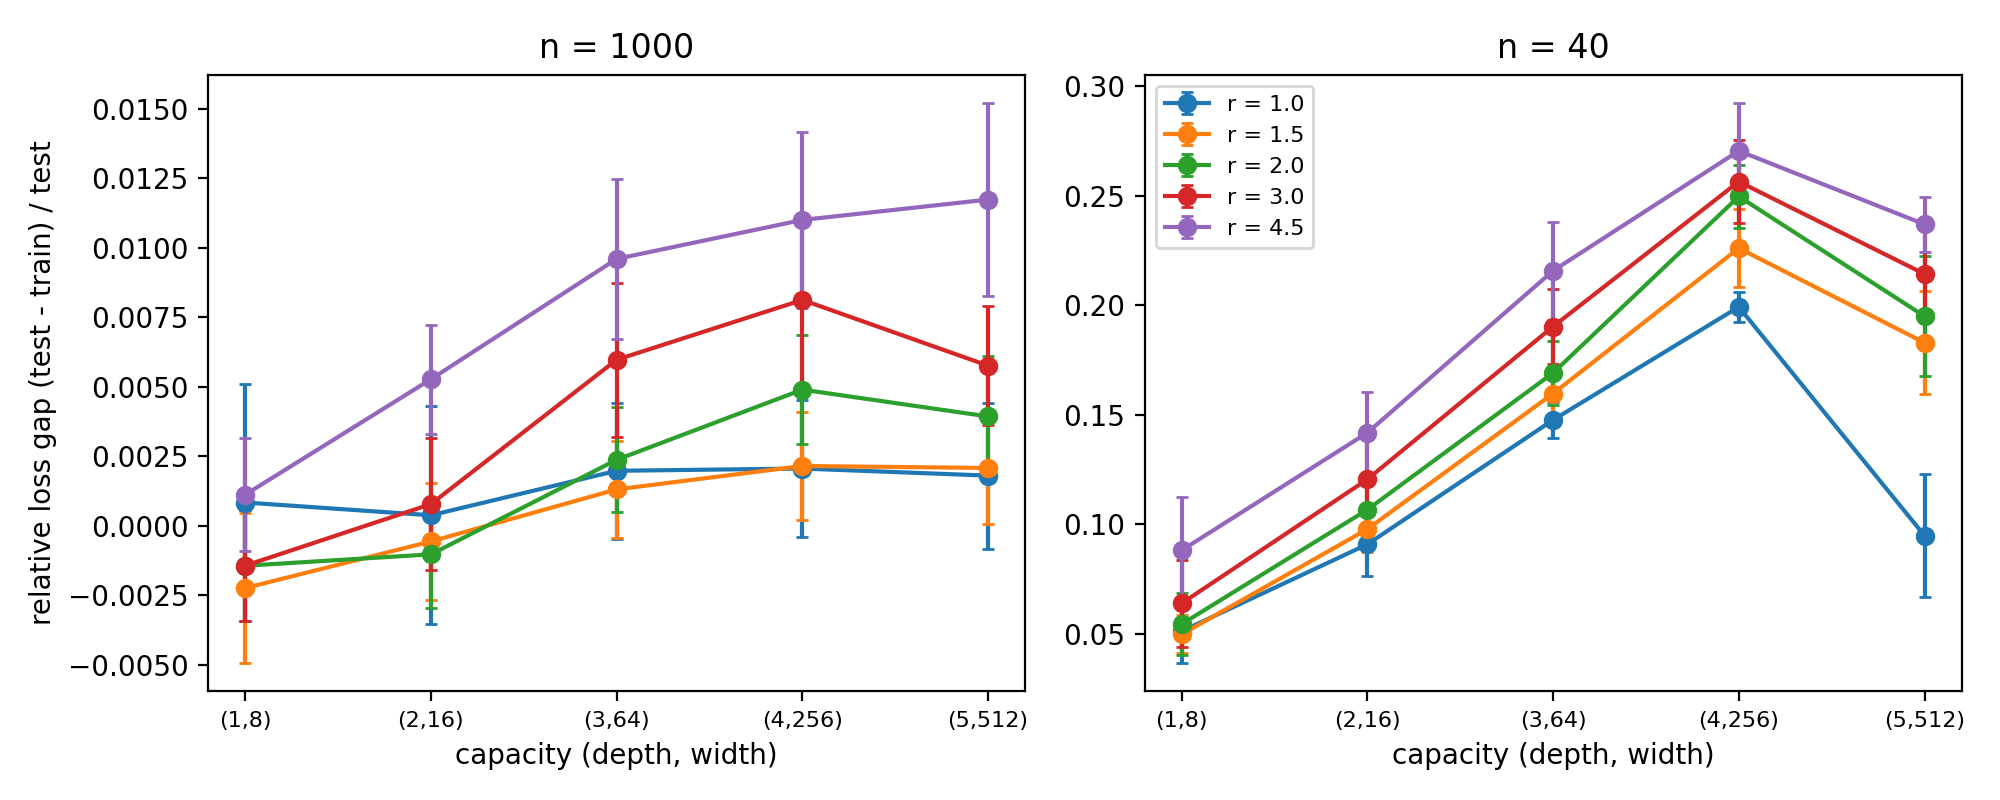 n = 1000
relative loss gap (test - train) / test
0.0150
0.0125
0.0100
0.0075
0.0050
0.0025
0.0000
−0.0025
−0.0050
(1,8)
(2,16)
(3,64)
(4,256)
(5,512)
capacity (depth, width)
n = 40
0.30
0.25
0.20
0.15
0.10
0.05
r = 1.0
r = 1.5
r = 2.0
r = 3.0
r = 4.5
(1,8)
(2,16)
(3,64)
(4,256)
(5,512)
capacity (depth, width)